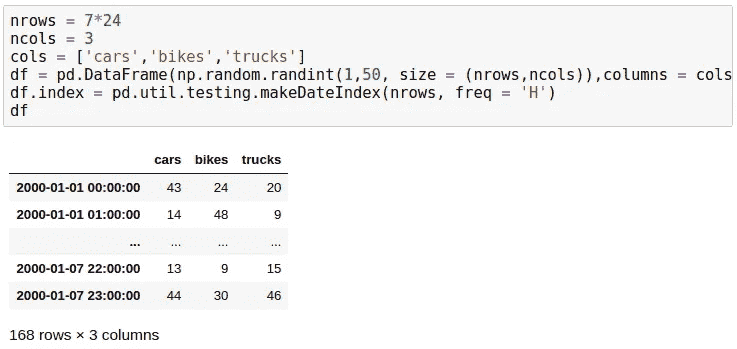 nrows = 7*24
ncols = 3
cols = ['cars','bikes','trucks']
df = pd.DataFrame(np.random.randint(1,50, size = (nrows,ncols)),columns = cols
df.index = pd.util.testing.makeDateIndex(nrows, freq = 'H')
df
cars bikes trucks
2000-01-01 00:00:00 43 24 20
2000-01-01 01:00:00 14 48 9
... ... ... ...
2000-01-07 22:00:00 13 9 15
2000-01-07 23:00:00 44 30 46
168 rows × 3 columns